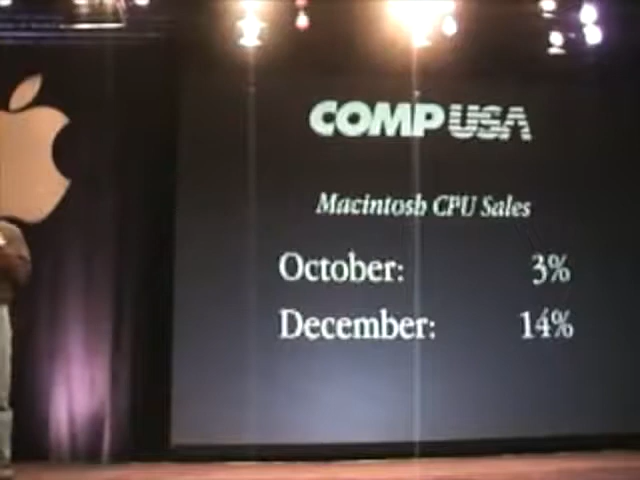 COMPUSA
Macintosh CPU Sales
October: 3%
December: 14%